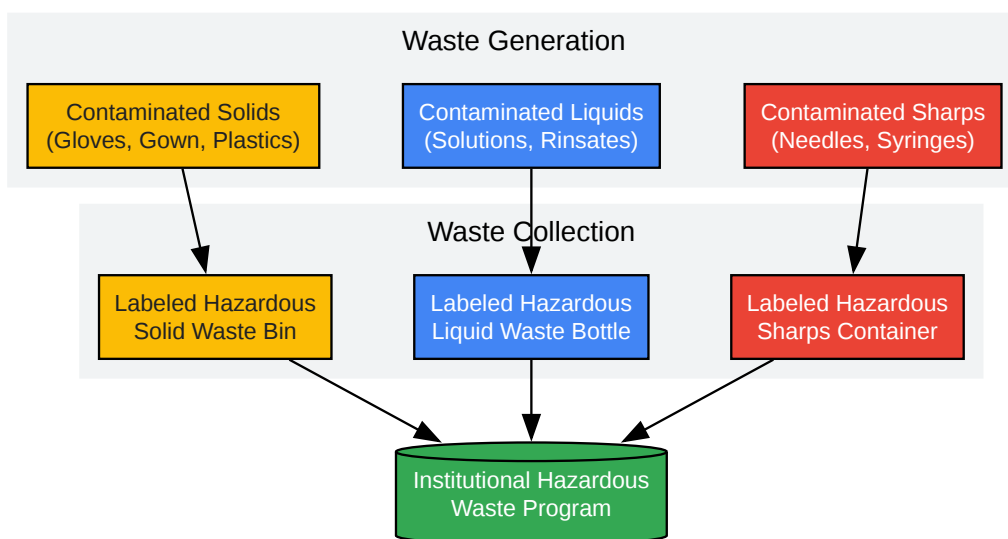 Waste Generation
Contaminated Solids
(Gloves, Gown, Plastics)
Contaminated Liquids
(Solutions, Rinsates)
Contaminated Sharps
(Needles, Syringes)
Waste Collection
Labeled Hazardous
Solid Waste Bin
Labeled Hazardous
Liquid Waste Bottle
Labeled Hazardous
Sharps Container
Institutional Hazardous
Waste Program